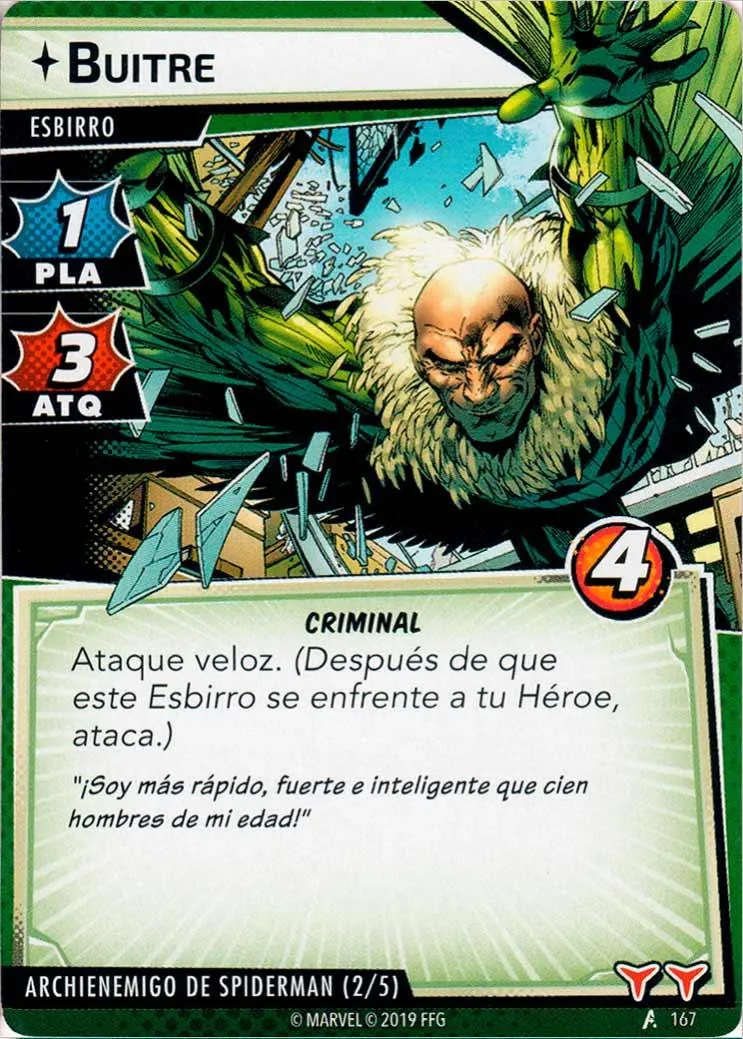 BUITRE
ESBIRRO
1
PLA
3
ATQ
4
CRIMINAL
Ataque veloz. (Después de que
este Esbirro se enfrente a tu Héroe,
ataca.)
"¡Soy más rápido, fuerte e inteligente que cien
hombres de mi edad!"
ARCHIENEMIGO DE SPIDERMAN (2/5)
© MARVEL © 2019 FFG
167